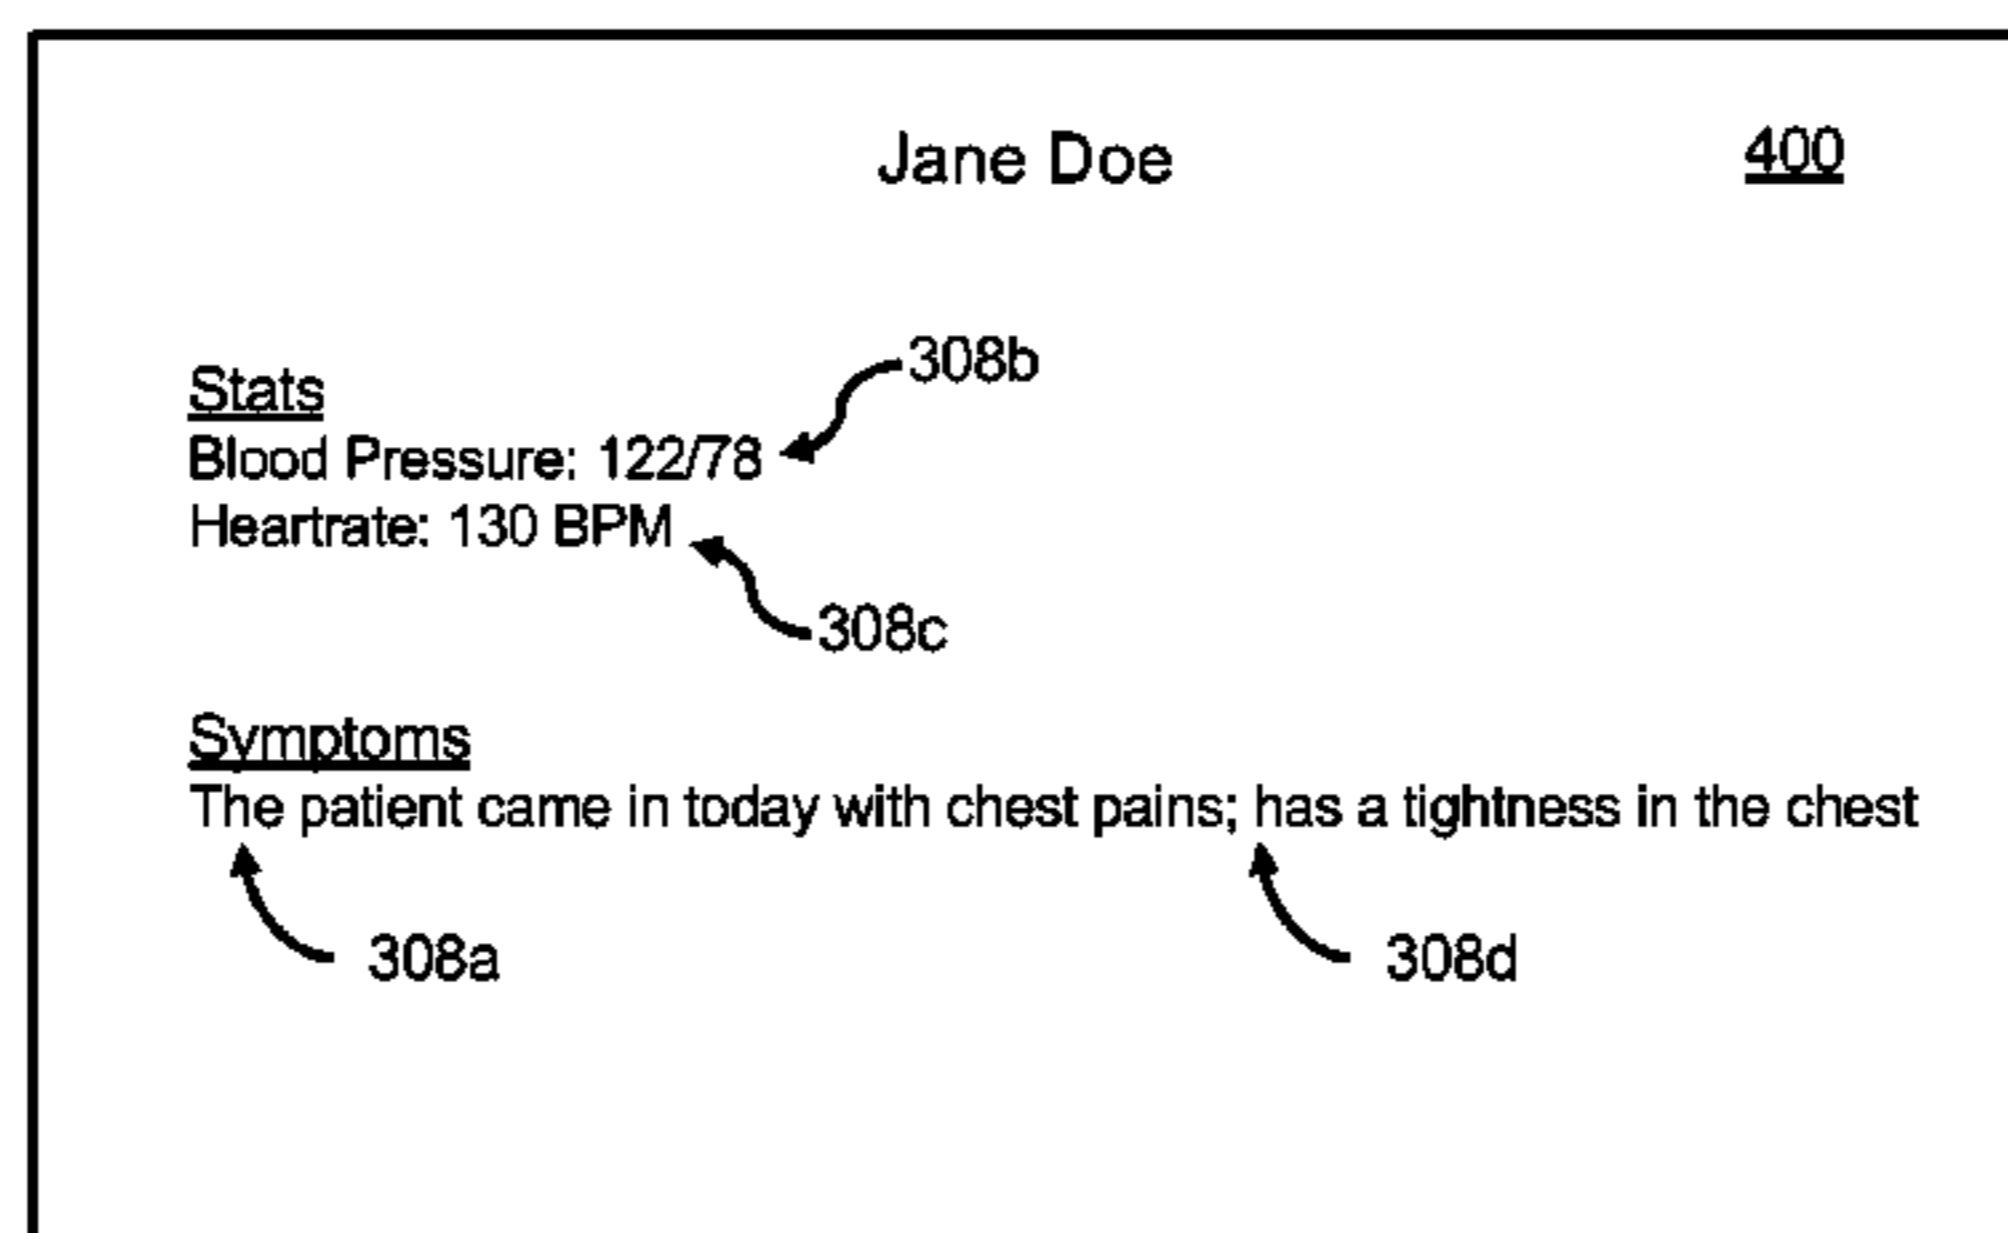 Jane Doe 400
308b
Stats
Blood Pressure: 122/78
Heartrate: 130 BPM
308c
Symptoms
The patient came in today with chest pains; has a tightness in the chest
308a 308d